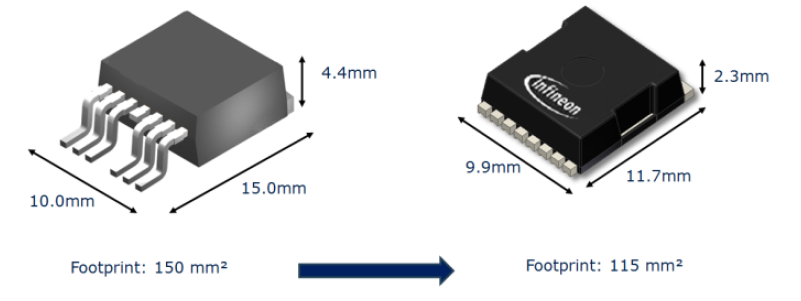 4.4mm
10.0mm
15.0mm
Footprint: 150 mm²
infineon
2.3mm
9.9mm
11.7mm
Footprint: 115 mm²